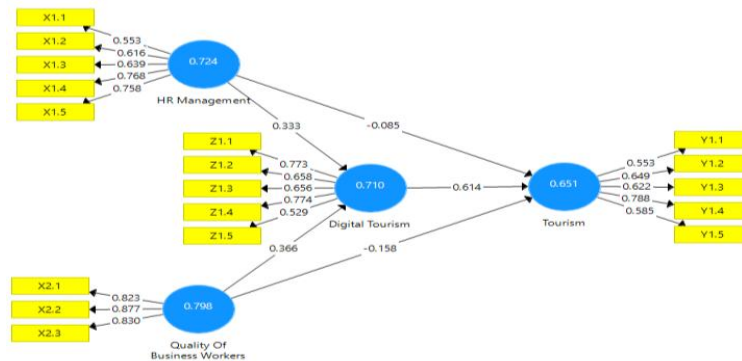 X1.1
X1.2
X1.3
X1.4
X1.5
0.553
0.616
0.639
0.768
0.758
0.724
HR Management
-0.085
0.333
Z1.1
Z1.2
Z1.3
Z1.4
Z1.5
0.773
0.658
0.656
0.774
0.529
0.710
Digital Tourism
0.614
0.651
Tourism
0.553
0.649
0.622
0.788
0.585
Y1.1
Y1.2
Y1.3
Y1.4
Y1.5
0.366
-0.158
X2.1
X2.2
X2.3
0.823
0.877
0.830
0.798
Quality Of
Business Workers